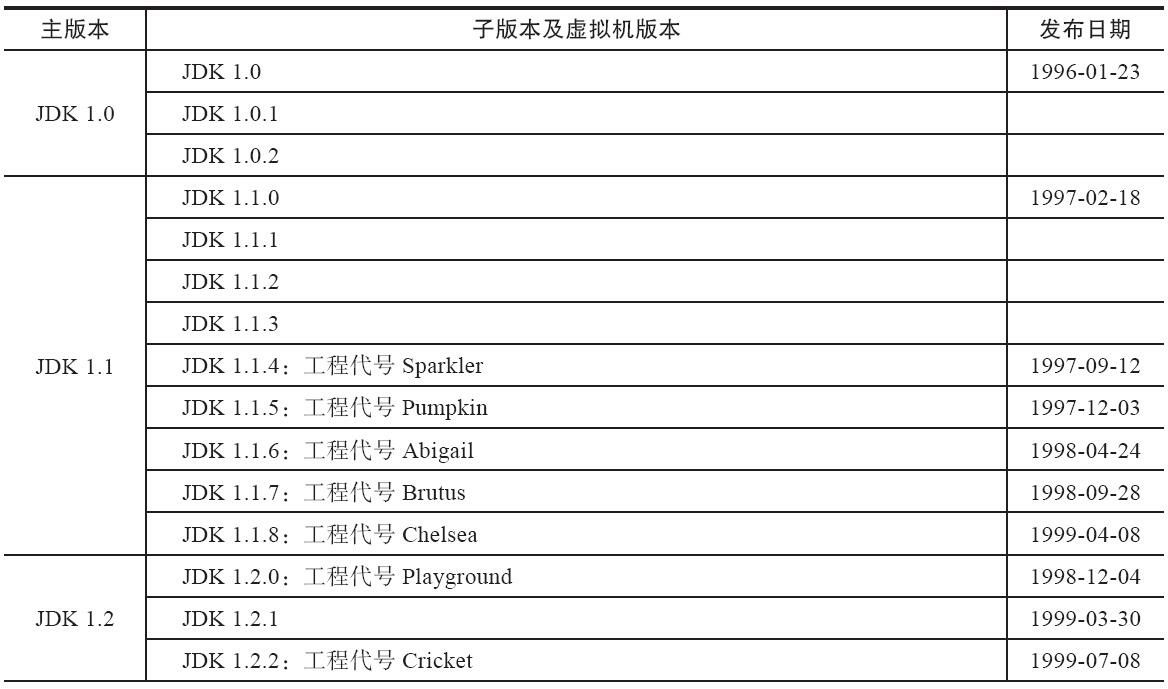 主版本 子版本及虚拟机版本 发布日期
JDK 1.0 1996-01-23
JDK 1.0 JDK 1.0.1
JDK 1.0.2
JDK 1.1.0 1997-02-18
JDK 1.1.1
JDK 1.1.2
JDK 1.1.3
JDK 1.1 JDK 1.1.4：工程代号 Sparkler 1997-09-12
JDK 1.1.5：工程代号 Pumpkin 1997-12-03
JDK 1.1.6：工程代号 Abigail 1998-04-24
JDK 1.1.7：工程代号 Brutus 1998-09-28
JDK 1.1.8：工程代号 Chelsea 1999-04-08
JDK 1.2.0：工程代号 Playground 1998-12-04
JDK 1.2 JDK 1.2.1 1999-03-30
JDK 1.2.2：工程代号 Cricket 1999-07-08